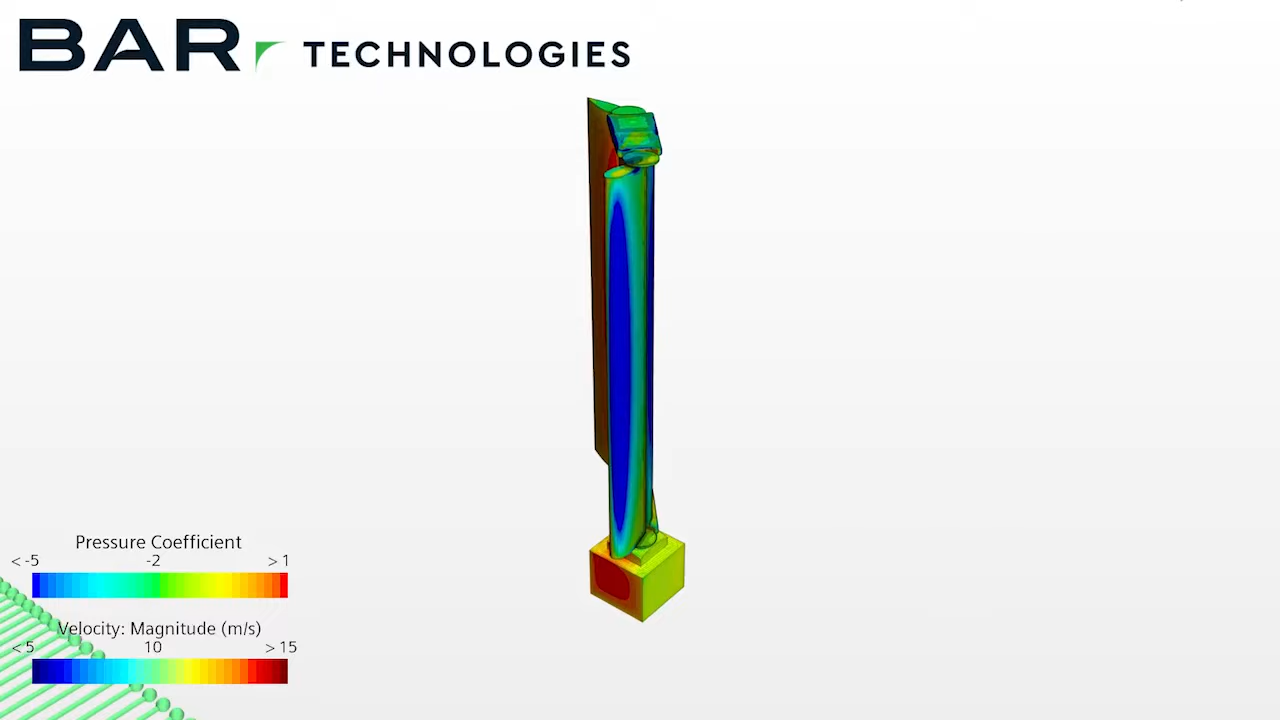 BAR TECHNOLOGIES
Pressure Coefficient
< -5 -2 > 1
Velocity: Magnitude (m/s)
< 5 10 > 15